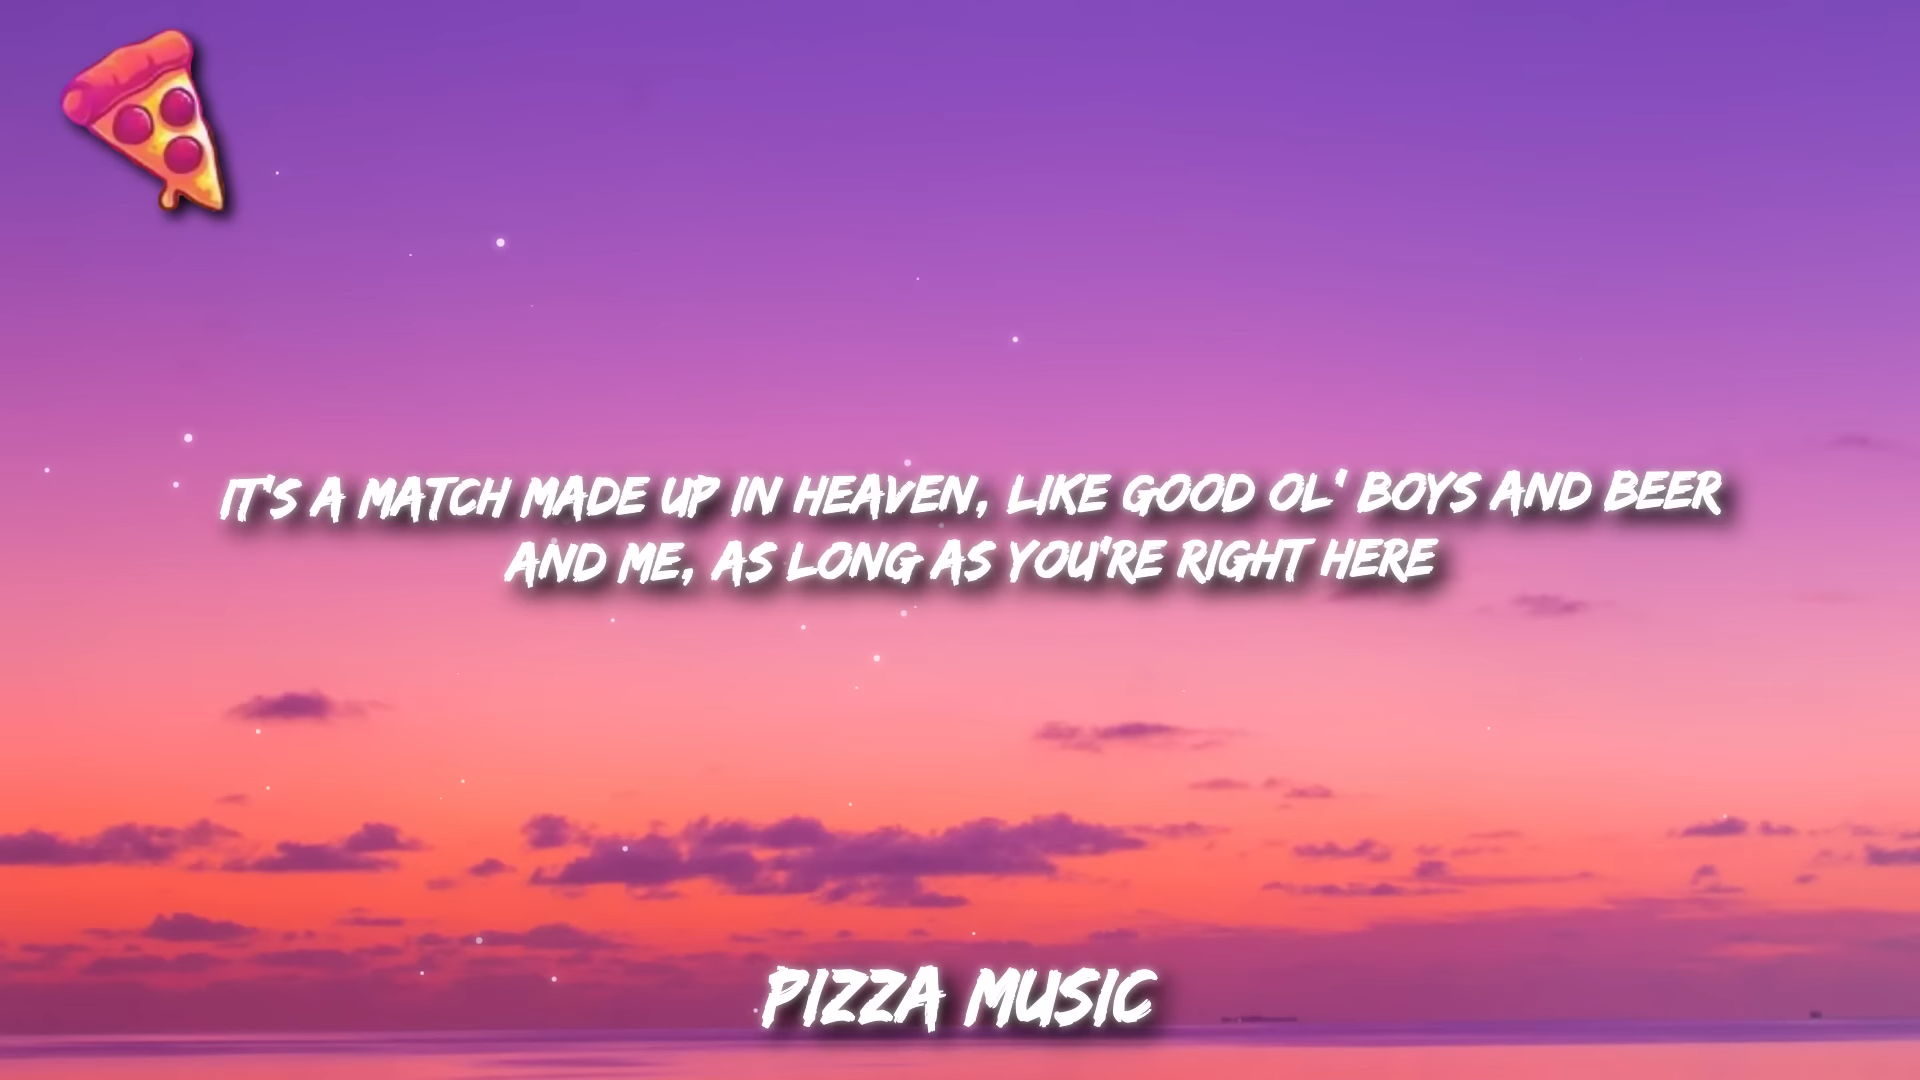 IT'S A MATCH MADE UP IN HEAVEN, LIKE GOOD OL' BOYS AND BEER
AND ME, AS LONG AS YOU'RE RIGHT HERE
PIZZA MUSIC